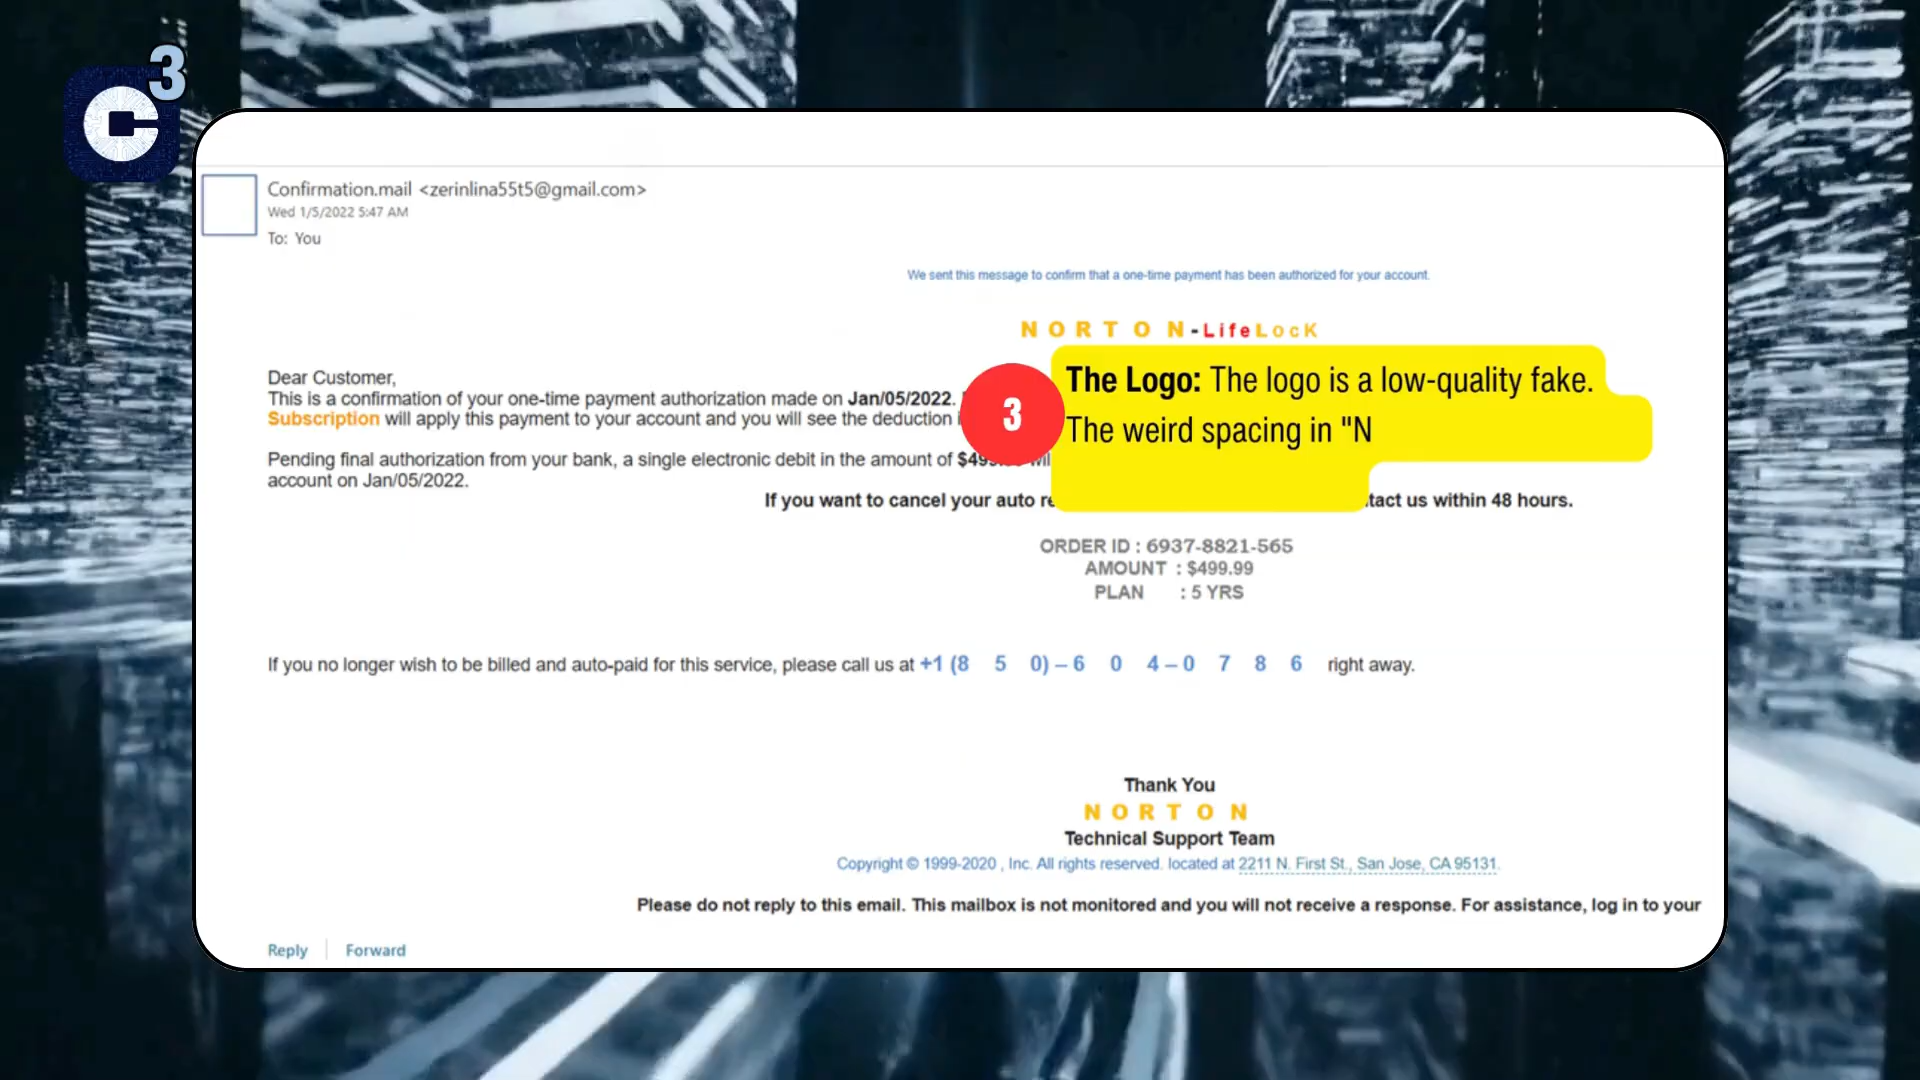 C3
Confirmation.mail <zerinlina55t5@gmail.com>
Wed 1/5/2022 5:47 AM
To: You
We sent this message to confirm that a one-time payment has been authorized for your account.
N O R T O N-LifeLocK
Dear Customer,
This is a confirmation of your one-time payment authorization made on Jan/05/2022.
Subscription will apply this payment to your account and you will see the deduction
3
The Logo: The logo is a low-quality fake.
The weird spacing in "N
Pending final authorization from your bank, a single electronic debit in the amount of
account on Jan/05/2022.
If you want to cancel your auto us within 48 hours.
ORDER ID : 6937-8821-565
AMOUNT : $499.99
PLAN : 5 YRS
If you no longer wish to be billed and auto-paid for this service, please call us at +1 (8 5 0) – 6 0 4 – 0 7 8 6 right away.
Thank You
N O R T O N
Technical Support Team
Copyright © 1999-2020 , Inc. All rights reserved. located at 2211 N. First St., San Jose, CA 95131.
Please do not reply to this email. This mailbox is not monitored and you will not receive a response. For assistance, log in to your
Reply
Forward